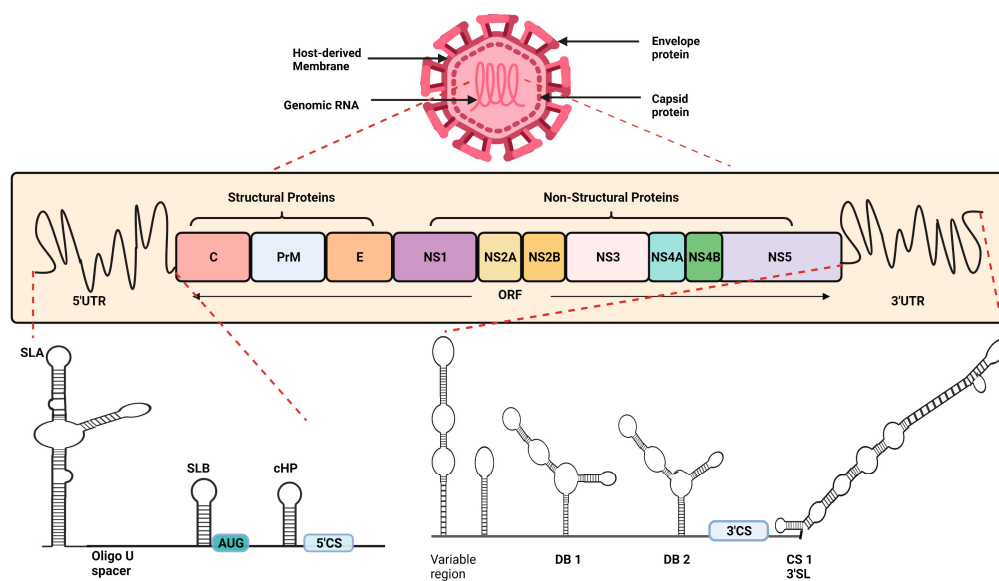 Host-derived
Membrane
Envelope
protein
Genomic RNA
Capsid
protein
Structural Proteins
Non-Structural Proteins
C
PrM
E
NS1
NS2A
NS2B
NS3
NS4A
NS4B
NS5
5'UTR
ORF
3'UTR
SLA
SLB
cHP
AUG
5'CS
3'CS
Oligo U
spacer
Variable
region
DB 1
DB 2
CS 1
3'SL